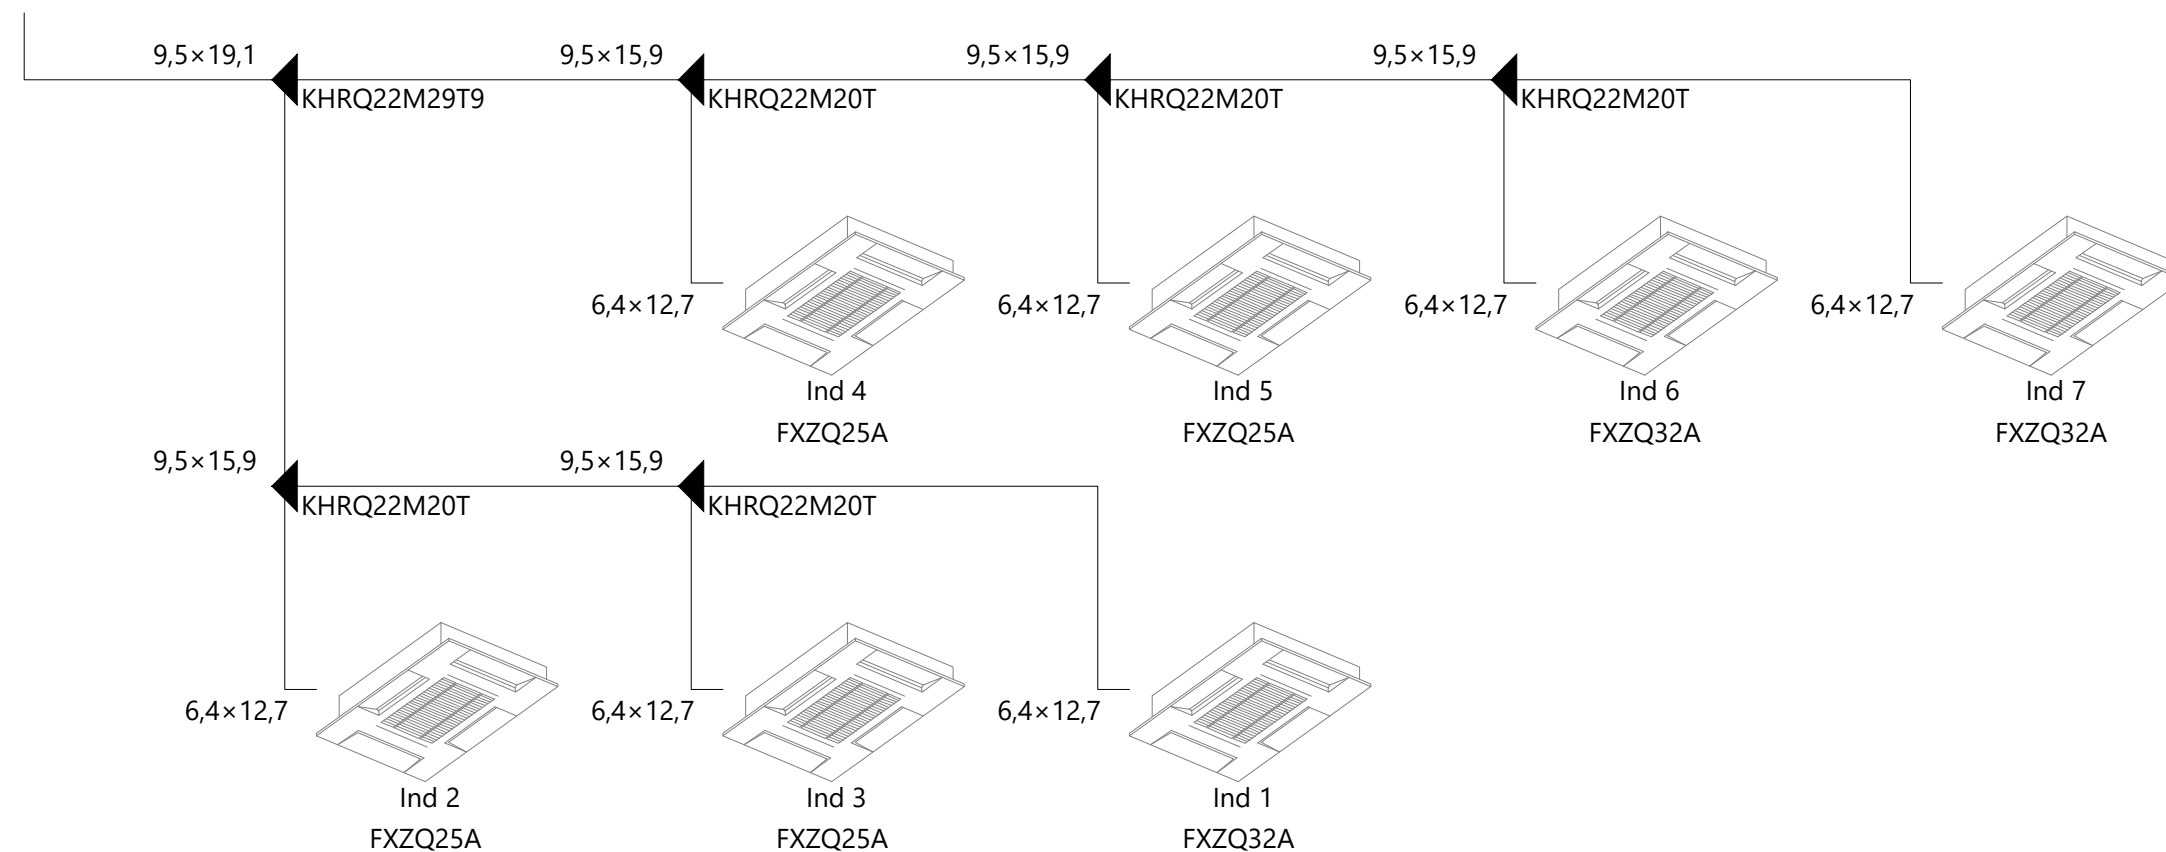 9,5×19,1
9,5×15,9
9,5×15,9
9,5×15,9
KHRQ22M29T9
KHRQ22M20T
KHRQ22M20T
KHRQ22M20T
6,4×12,7
6,4×12,7
6,4×12,7
6,4×12,7
Ind 4
Ind 5
Ind 6
Ind 7
FXZQ25A
FXZQ25A
FXZQ32A
FXZQ32A
9,5×15,9
9,5×15,9
KHRQ22M20T
KHRQ22M20T
6,4×12,7
6,4×12,7
6,4×12,7
Ind 2
Ind 3
Ind 1
FXZQ25A
FXZQ25A
FXZQ32A